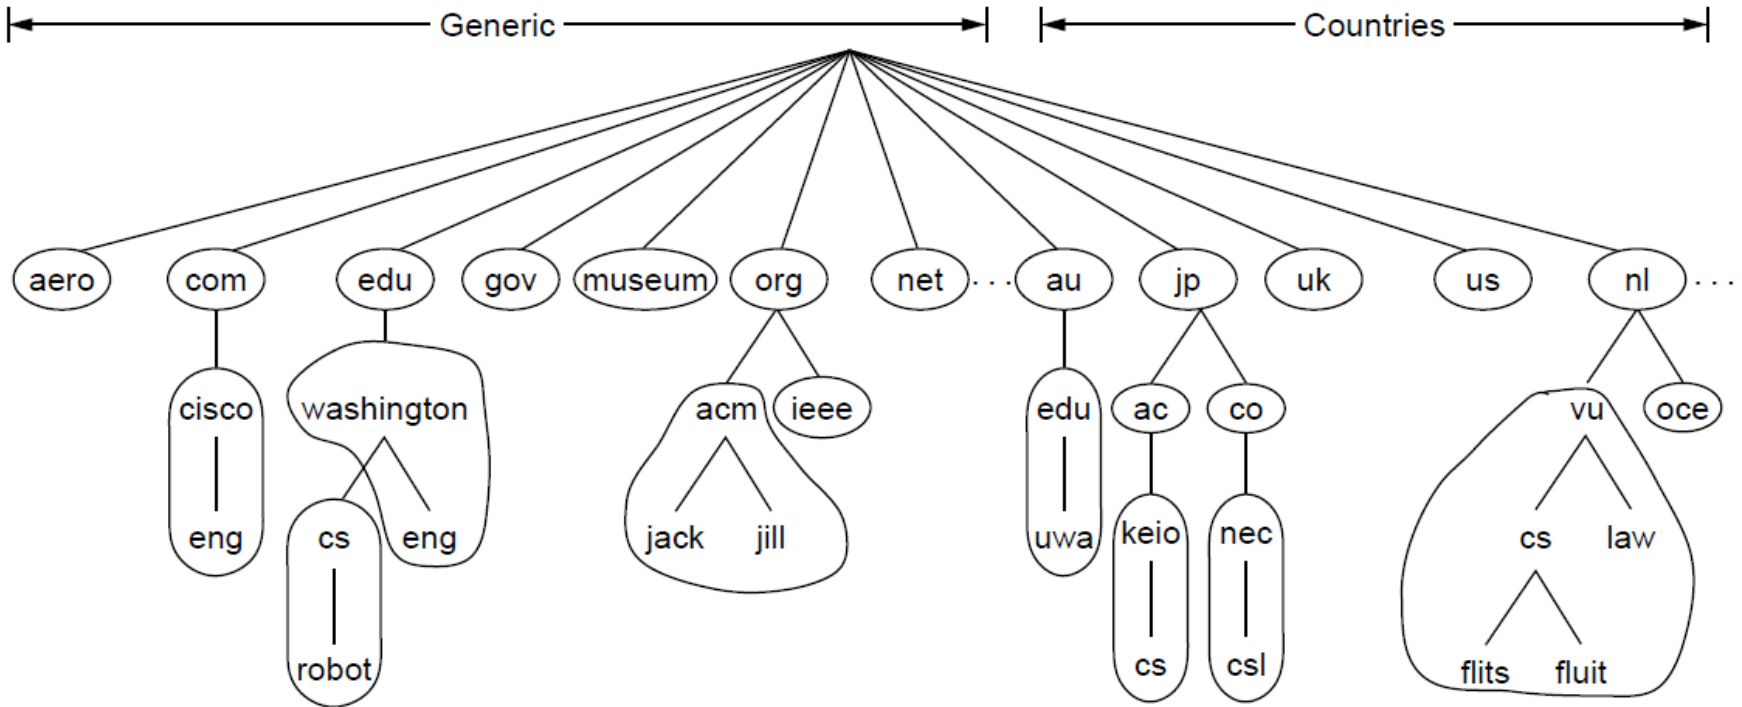 Generic Countries
aero com edu gov museum org net ... au jp uk us nl ...
cisco washington acm ieee edu ac co vu oce
eng cs eng jack jill uwa keio nec cs law
robot cs csl flits fluit